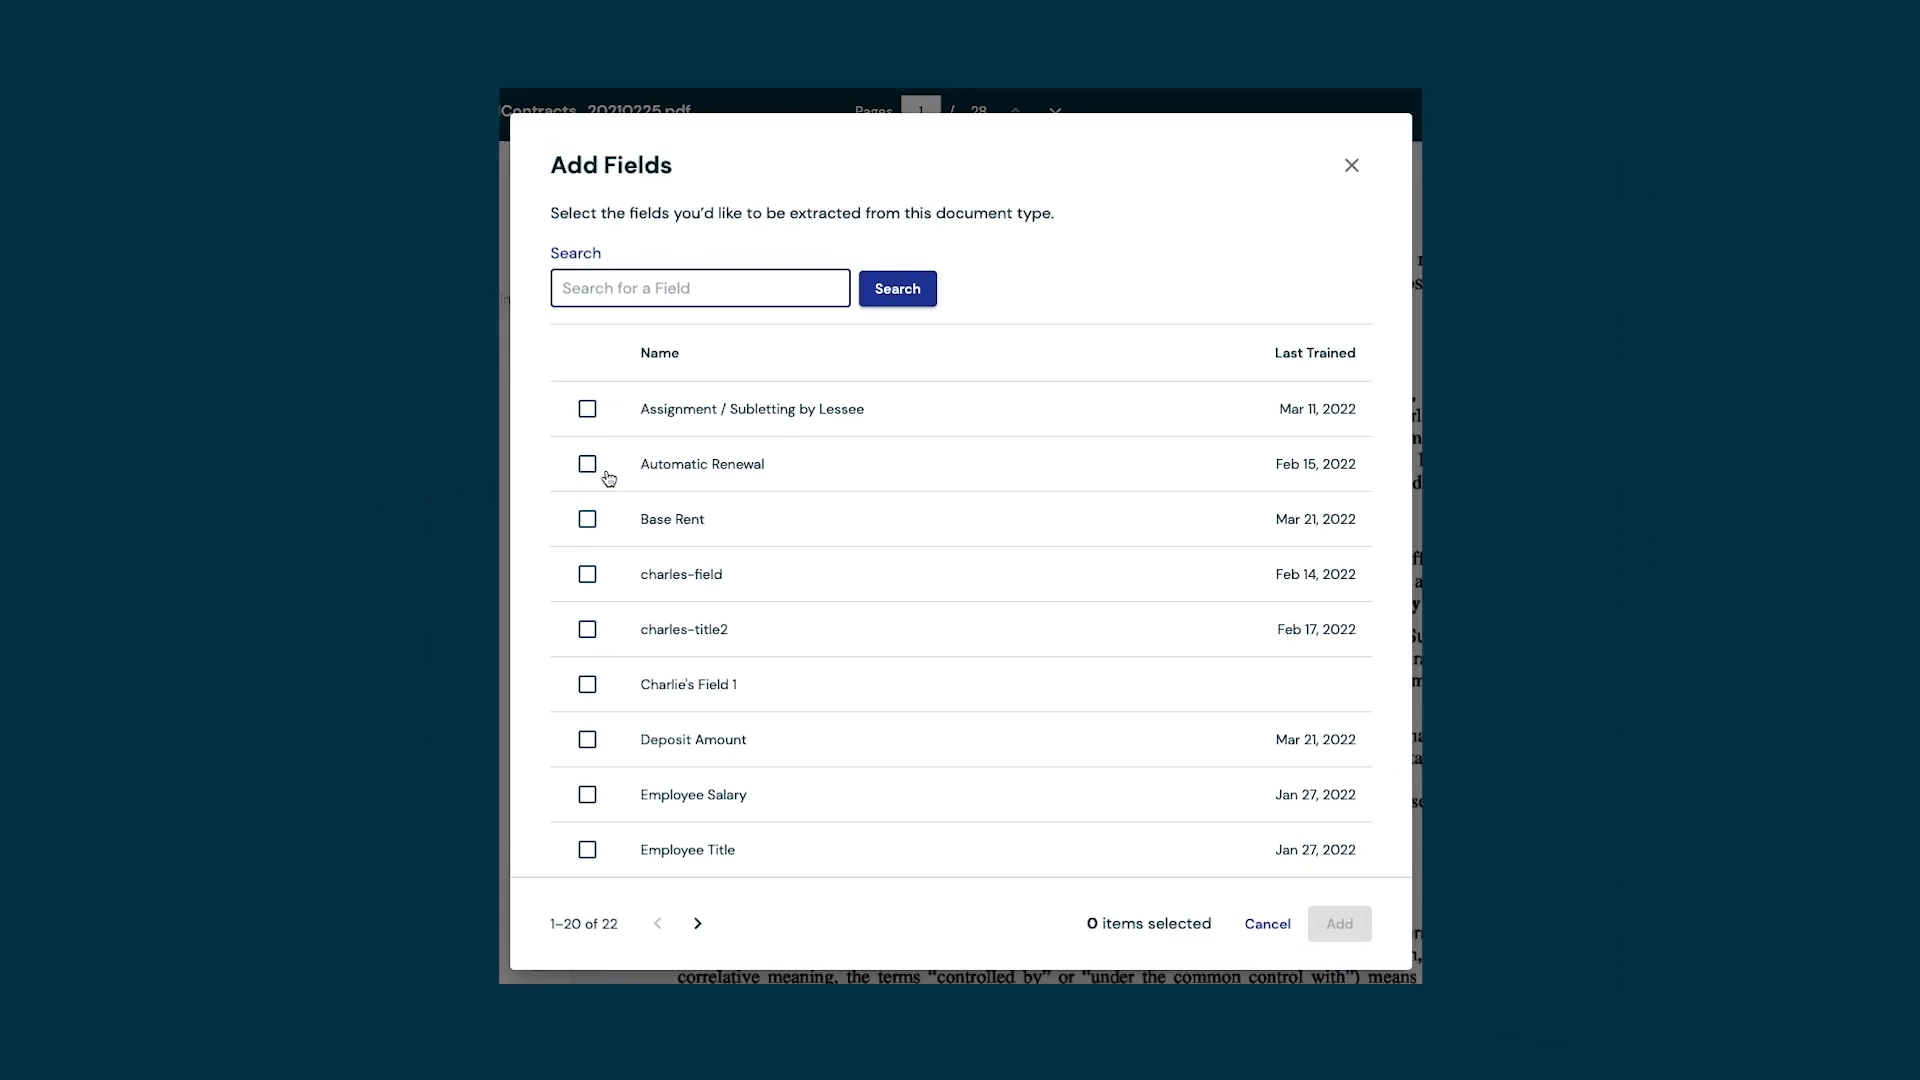 Contracts_20210225.pdf Pages 1 / 28
Add Fields
Select the fields you’d like to be extracted from this document type.
Search
Search for a Field Search
Name Last Trained
Assignment / Subletting by Lessee Mar 11, 2022
Automatic Renewal Feb 15, 2022
Base Rent Mar 21, 2022
charles-field Feb 14, 2022
charles-title2 Feb 17, 2022
Charlie's Field 1
Deposit Amount Mar 21, 2022
Employee Salary Jan 27, 2022
Employee Title Jan 27, 2022
1-20 of 22 0 items selected Cancel Add
correlative meaning, the terms “controlled by” or “under the common control with”) means